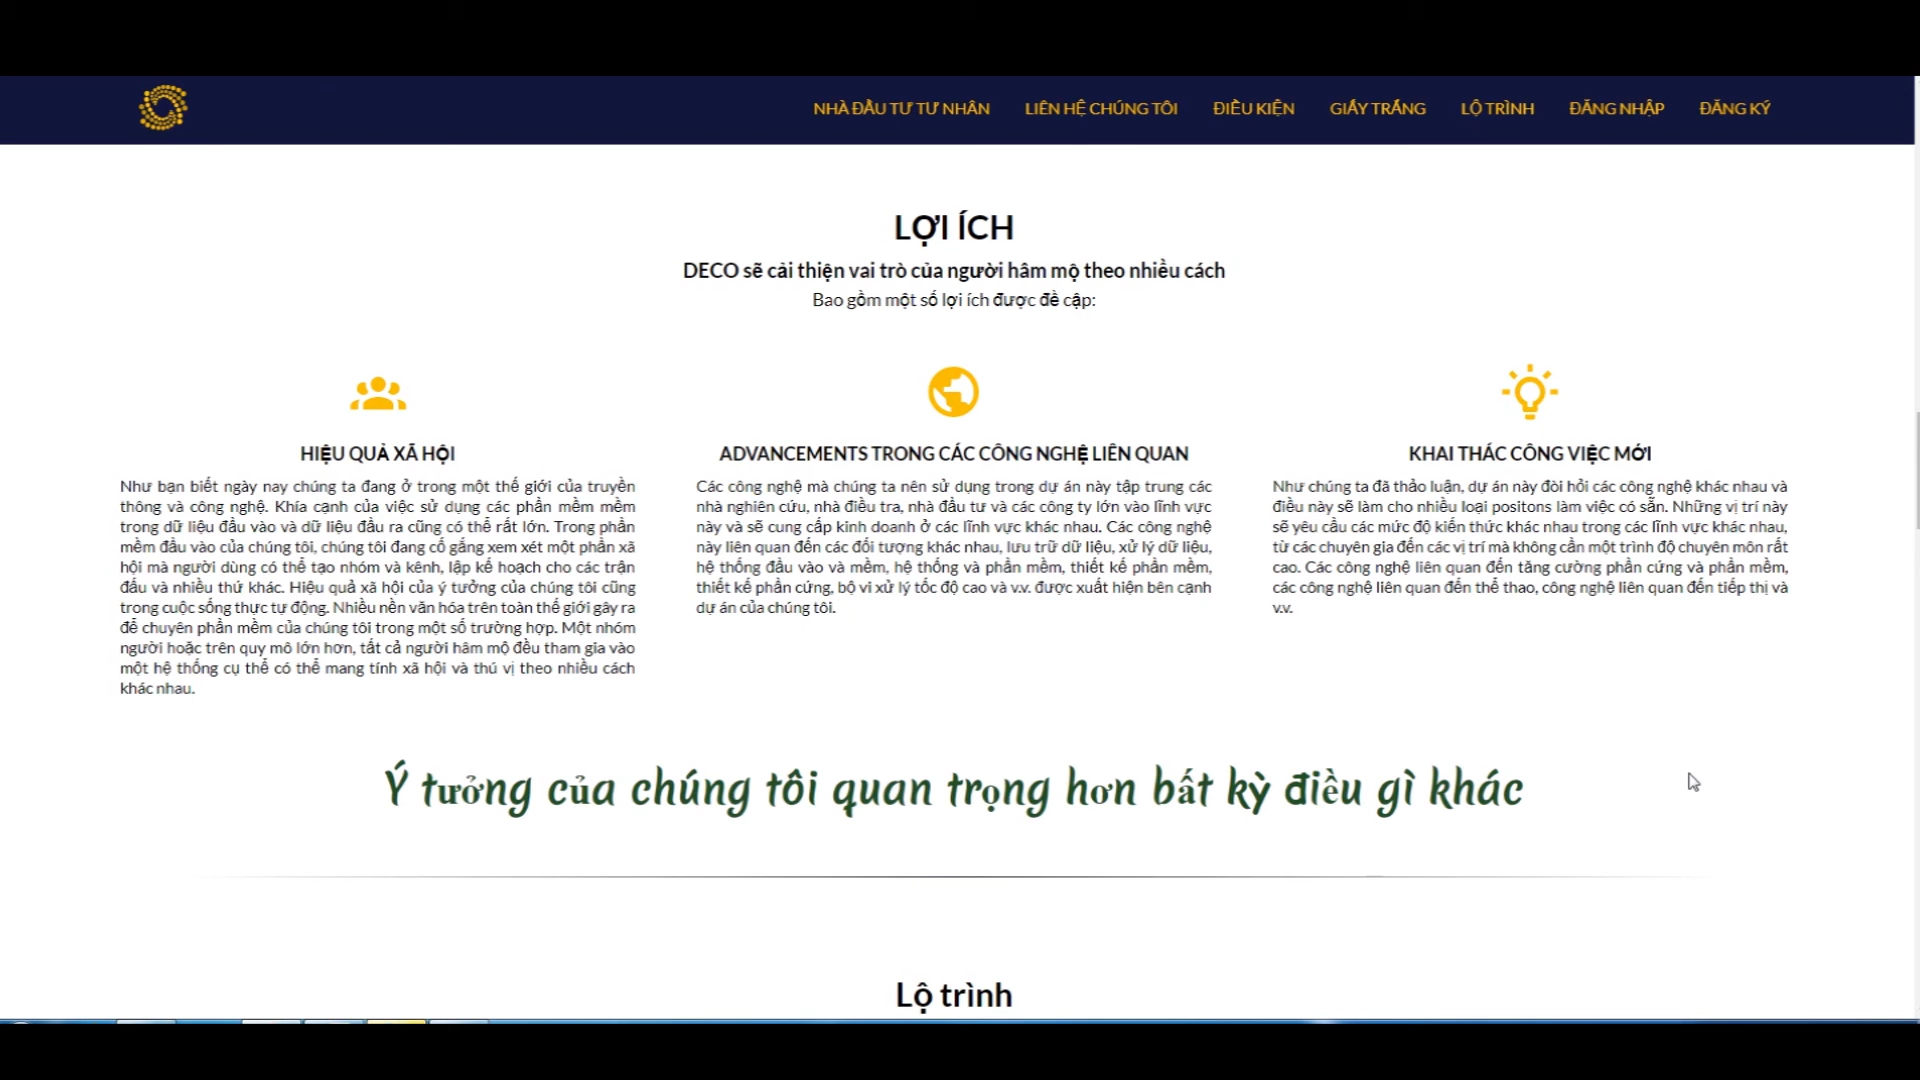 NHÀ ĐẦU TƯ TƯ NHÂN LIÊN HỆ CHÚNG TÔI ĐIỀU KIỆN GIẤY TRẮNG LỘ TRÌNH ĐĂNG NHẬP ĐĂNG KÝ
LỢI ÍCH
DECO sẽ cải thiện vai trò của người hâm mộ theo nhiều cách
Bao gồm một số lợi ích được đề cập:
HIỆU QUẢ XÃ HỘI
Như bạn biết ngày nay chúng ta đang ở trong một thế giới của truyền
thông và công nghệ. Khía cạnh của việc sử dụng các phần mềm mềm
trong dữ liệu đầu vào và dữ liệu đầu ra cũng có thể rất lớn. Trong phần
mềm đầu vào của chúng tôi, chúng tôi đang cố gắng xem xét một phần xã
hội mà người dùng có thể tạo nhóm và kênh, lập kế hoạch cho các trận
đấu và nhiều thứ khác. Hiệu quả xã hội của ý tưởng của chúng tôi cũng
trong cuộc sống thực tự động. Nhiều nền văn hóa trên toàn thế giới gây ra
để chuyên phần mềm của chúng tôi trong một số trường hợp. Một nhóm
người hoặc trên quy mô lớn hơn, tất cả người hâm mộ đều tham gia vào
một hệ thống cụ thể có thể mang tính xã hội và thú vị theo nhiều cách
khác nhau.
ADVANCEMENTS TRONG CÁC CÔNG NGHỆ LIÊN QUAN
Các công nghệ mà chúng ta nên sử dụng trong dự án này tập trung các
nhà nghiên cứu, nhà điều tra, nhà đầu tư và các công ty lớn vào lĩnh vực
này và sẽ cung cấp kinh doanh ở các lĩnh vực khác nhau. Các công nghệ
này liên quan đến các đối tượng khác nhau, lưu trữ dữ liệu, xử lý dữ liệu,
hệ thống đầu vào và mềm, hệ thống và phần mềm, thiết kế phần mềm,
thiết kế phần cứng, bộ vi xử lý tốc độ cao và v.v. được xuất hiện bên cạnh
dự án của chúng tôi.
KHAI THÁC CÔNG VIỆC MỚI
Như chúng ta đã thảo luận, dự án này đòi hỏi các công nghệ khác nhau và
điều này sẽ làm cho nhiều loại positons làm việc có sẵn. Những vị trí này
sẽ yêu cầu các mức độ kiến thức khác nhau trong các lĩnh vực khác nhau,
từ các chuyên gia đến các vị trí mà không cần một trình độ chuyên môn rất
cao. Các công nghệ liên quan đến tăng cường phần cứng và phần mềm,
các công nghệ liên quan đến thể thao, công nghệ liên quan đến tiếp thị và
v.v.
Ý tưởng của chúng tôi quan trọng hơn bất kỳ điều gì khác
Lộ trình